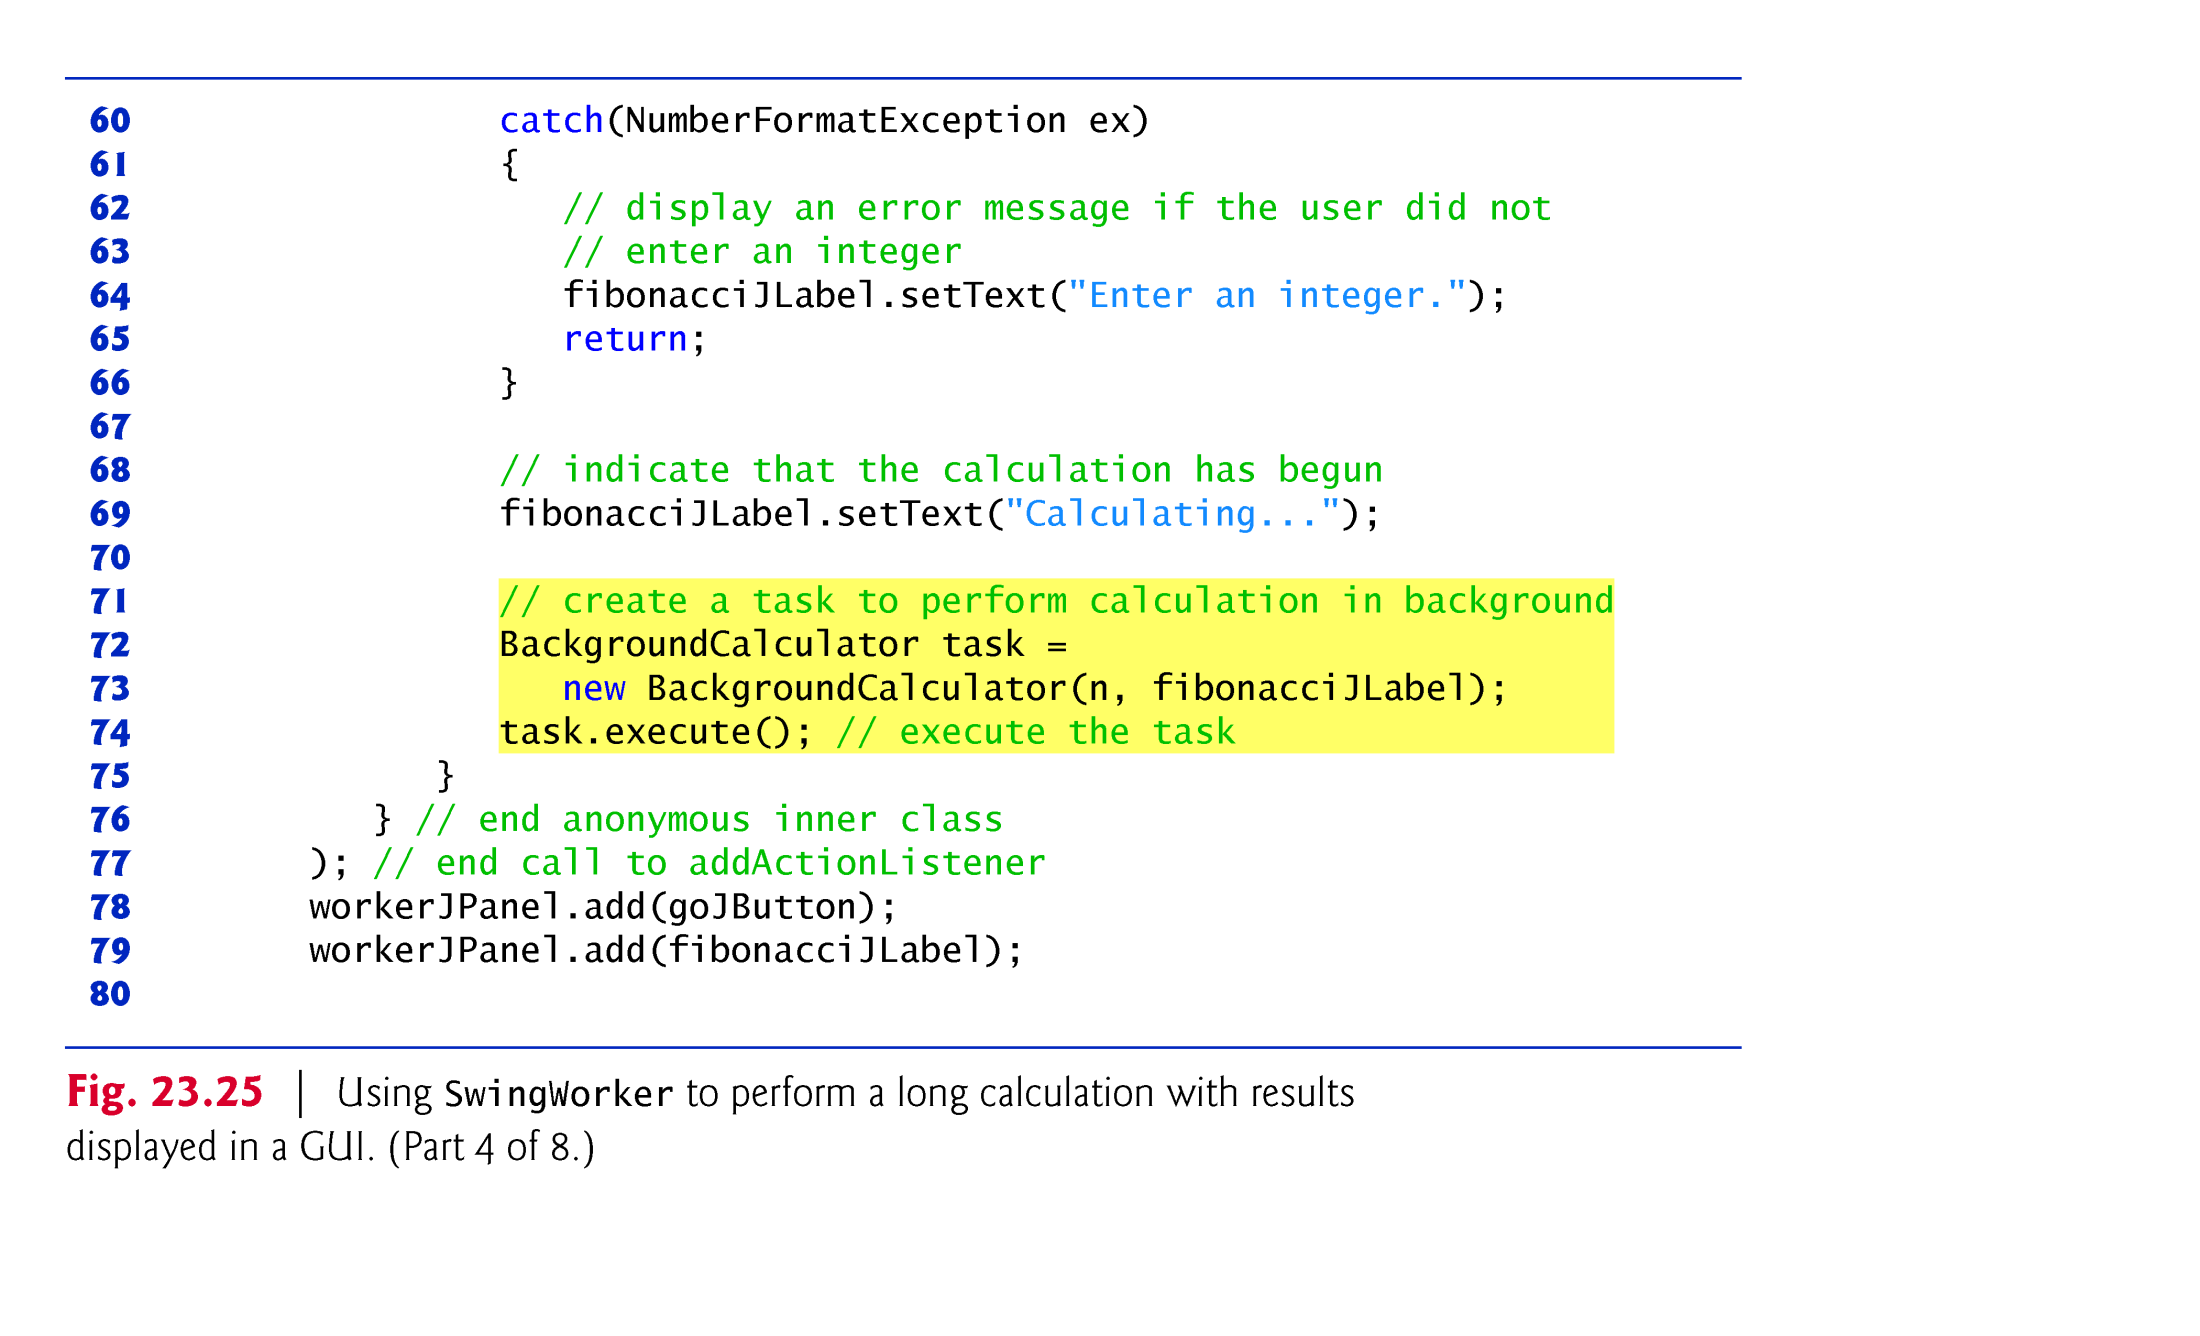 60 catch(NumberFormatException ex)
61 {
62 // display an error message if the user did not
63 // enter an integer
64 fibonacciJLabel.setText("Enter an integer.");
65 return;
66 }
67
68 // indicate that the calculation has begun
69 fibonacciJLabel.setText("Calculating...");
70
71 // create a task to perform calculation in background
72 BackgroundCalculator task =
73 new BackgroundCalculator(n, fibonacciJLabel);
74 task.execute(); // execute the task
75 }
76 } // end anonymous inner class
77 ); // end call to addActionListener
78 workerJPanel.add(goJButton);
79 workerJPanel.add(fibonacciJLabel);
80
Fig. 23.25 | Using SwingWorker to perform a long calculation with results
displayed in a GUI. (Part 4 of 8.)